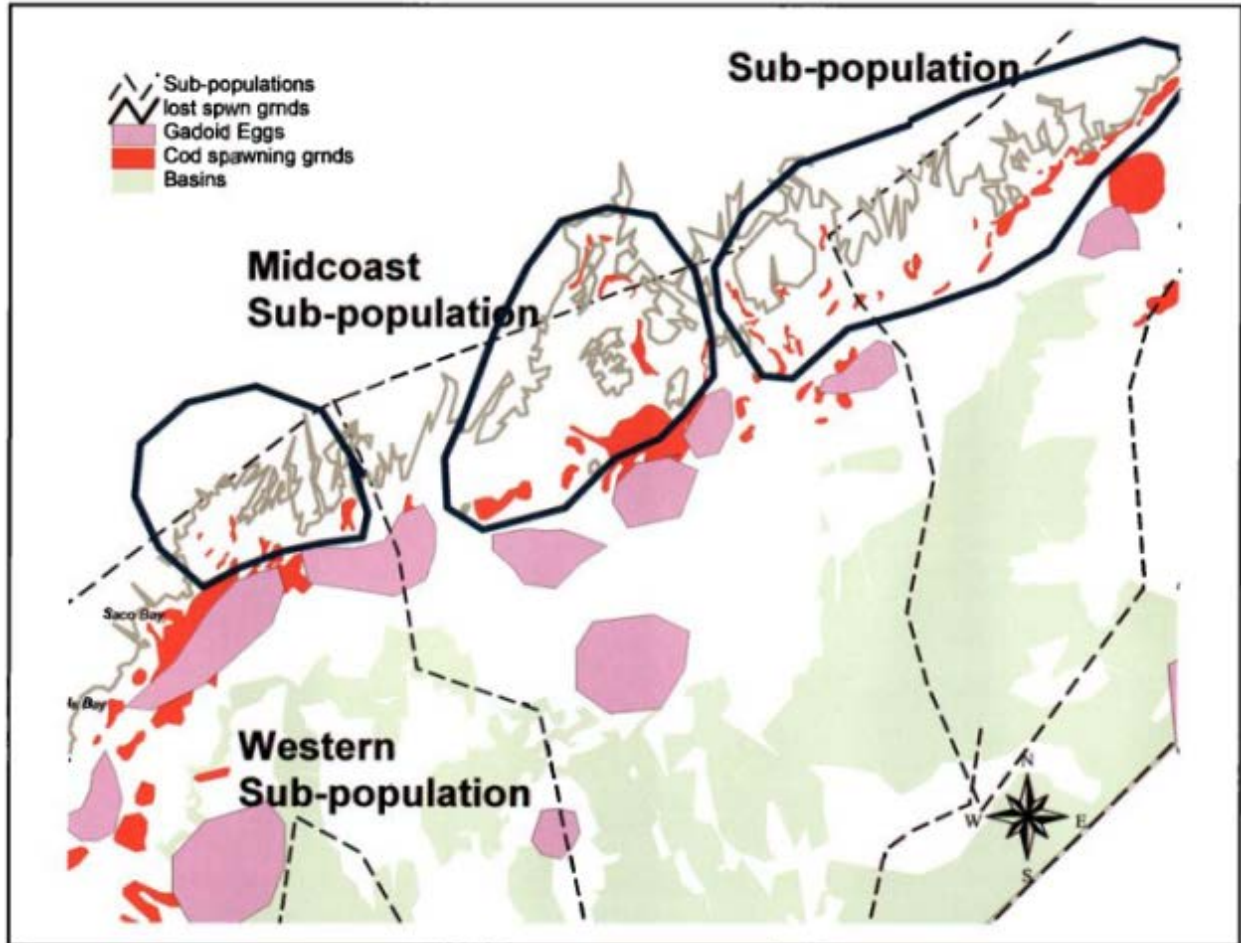 Sub-population
Sub-populations
lost spwn grnds
Gadoid Eggs
Cod spawning grnds
Basins
Midcoast
Sub-population
Saco Bay
Bay
Western
Sub-population
N
W
E
S